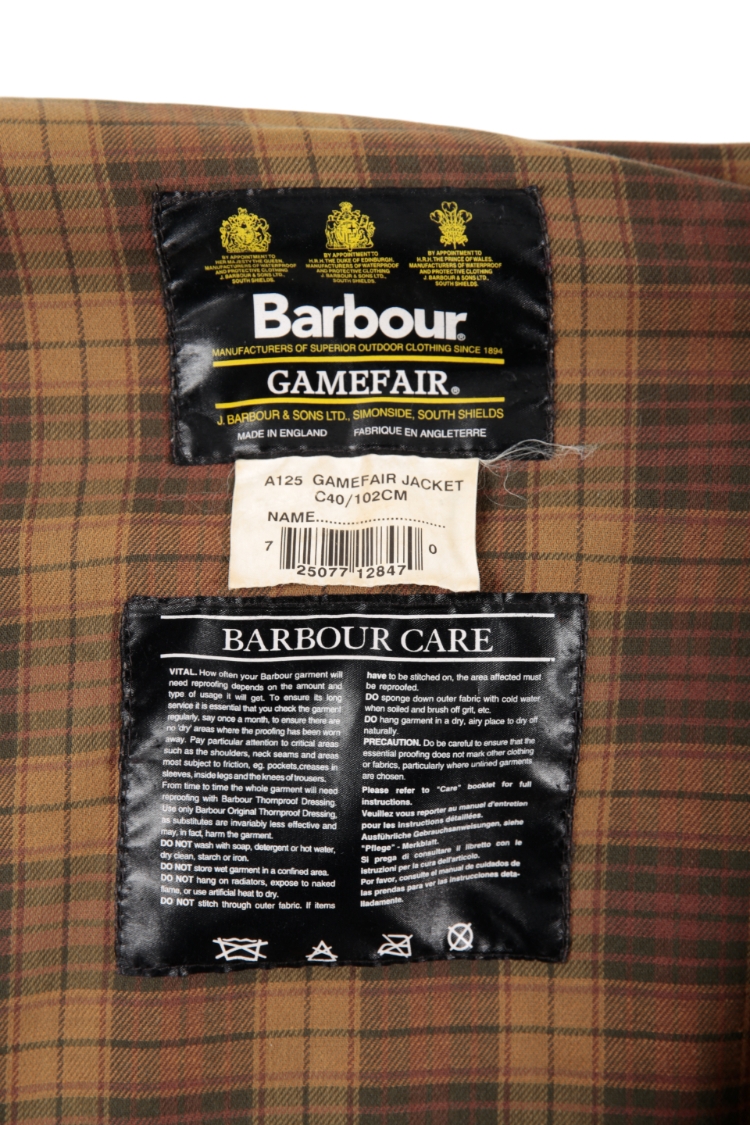 BY APPOINTMENT TO
HER MAJESTY THE QUEEN,
MANUFACTURERS OF WATERPROOF
AND PROTECTIVE CLOTHING
J. BARBOUR & SONS LTD.,
SOUTH SHIELDS.
BY APPOINTMENT TO
H.R.H. THE DUKE OF EDINBURGH,
MANUFACTURERS OF WATERPROOF
AND PROTECTIVE CLOTHING
J. BARBOUR & SONS LTD.,
SOUTH SHIELDS.
BY APPOINTMENT TO
H.R.H. THE PRINCE OF WALES,
MANUFACTURERS OF WATERPROOF
AND PROTECTIVE CLOTHING
J. BARBOUR & SONS LTD.,
SOUTH SHIELDS.
Barbour®
MANUFACTURERS OF SUPERIOR OUTDOOR CLOTHING SINCE 1894
GAMEFAIR®
J. BARBOUR & SONS LTD., SIMONSIDE, SOUTH SHIELDS
MADE IN ENGLAND FABRIQUE EN ANGLETERRE
A125 GAMEFAIR JACKET
C40/102CM
NAME..............................
7 25077 12847 0
BARBOUR CARE
VITAL. How often your Barbour garment will
need reproofing depends on the amount and
type of usage it will get. To ensure its long
service it is essential that you check the garment
regularly, say once a month, to ensure there are
no 'dry' areas where the proofing has been worn
away. Pay particular attention to critical areas
such as the shoulders, neck seams and areas
most subject to friction, eg. pockets,creases in
sleeves, inside legs and the knees of trousers.
From time to time the whole garment will need
reproofing with Barbour Thornproof Dressing.
Use only Barbour Original Thornproof Dressing,
as substitutes are invariably less effective and
may, in fact, harm the garment.
DO NOT wash with soap, detergent or hot water,
dry clean, starch or iron.
DO NOT store wet garment in a confined area.
DO NOT hang on radiators, expose to naked
flame, or use artificial heat to dry.
DO NOT stitch through outer fabric. If items
have to be stitched on, the area affected must
be reproofed.
DO sponge down outer fabric with cold water
when soiled and brush off grit, etc.
DO hang garment in a dry, airy place to dry off
naturally.
PRECAUTION. Do be careful to ensure that the
essential proofing does not mark other clothing
or fabrics, particularly where unlined garments
are chosen.
Please refer to "Care" booklet for full
instructions.
Veuillez vous reporter au manuel d'entretien
pour les instructions détaillées.
Ausführliche Gebrauchsanweisungen, siehe
"Pflege" - Merkblatt.
Si prega di consultare il libretto con le
istruzioni per la cura dell'articolo.
Por favor, consulte el manual de cuidados de
las prendas para ver las instrucciones deta-
lladamente.